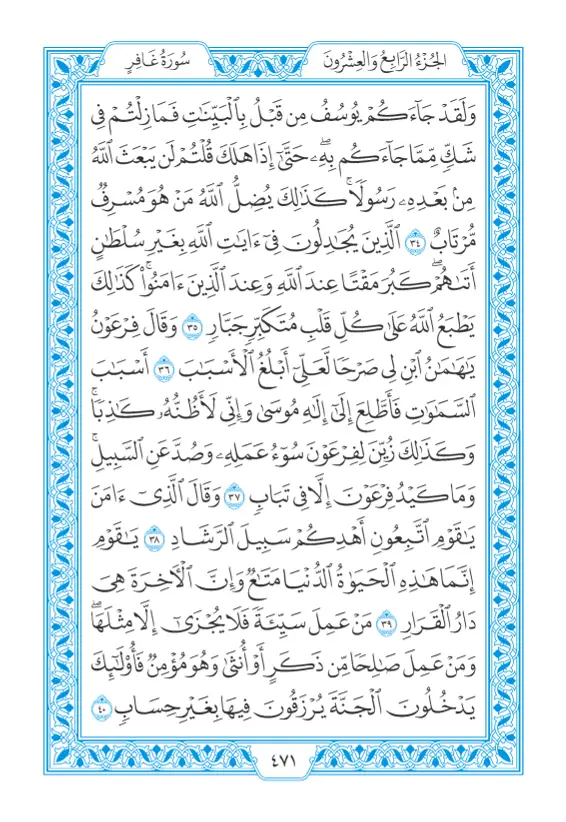 الجُزْءُ الرَّابِعُ وَالعِشْرُونَ
سُورَةُ غَافِرٍ
وَلَقَدْ جَآءَكُمْ يُوسُفُ مِن قَبْلُ بِالْبَيِّنَٰتِ فَمَا زِلْتُمْ فِى
شَكٍّ مِّمَّا جَآءَكُم بِهِۦۖ حَتَّىٰٓ إِذَا هَلَكَ قُلْتُمْ لَن يَبْعَثَ ٱللَّهُ
مِنۢ بَعْدِهِۦ رَسُولًاۚ كَذَٰلِكَ يُضِلُّ ٱللَّهُ مَنْ هُوَ مُسْرِفٌ
مُّرْتَابٌ ٣٤ ٱلَّذِينَ يُجَٰدِلُونَ فِىٓ ءَايَٰتِ ٱللَّهِ بِغَيْرِ سُلْطَٰنٍ
أَتَىٰهُمْۖ كَبُرَ مَقْتًا عِندَ ٱللَّهِ وَعِندَ ٱلَّذِينَ ءَامَنُوا۟ۚ كَذَٰلِكَ
يَطْبَعُ ٱللَّهُ عَلَىٰ كُلِّ قَلْبِ مُتَكَبِّرٍ جَبَّارٍ ٣٥ وَقَالَ فِرْعَوْنُ
يَٰهَٰمَٰنُ ٱبْنِ لِى صَرْحًا لَّعَلِّىٓ أَبْلُغُ ٱلْأَسْبَٰبَ ٣٦ أَسْبَٰبَ
ٱلسَّمَٰوَٰتِ فَأَطَّلِعَ إِلَىٰٓ إِلَٰهِ مُوسَىٰ وَإِنِّى لَأَظُنُّهُۥ كَٰذِبًاۚ
وَكَذَٰلِكَ زُيِّنَ لِفِرْعَوْنَ سُوٓءُ عَمَلِهِۦ وَصُدَّ عَنِ ٱلسَّبِيلِۚ
وَمَا كَيْدُ فِرْعَوْنَ إِلَّا فِى تَبَابٍ ٣٧ وَقَالَ ٱلَّذِىٓ ءَامَنَ
يَٰقَوْمِ ٱتَّبِعُونِ أَهْدِكُمْ سَبِيلَ ٱلرَّشَادِ ٣٨ يَٰقَوْمِ
إِنَّمَا هَٰذِهِ ٱلْحَيَوٰةُ ٱلدُّنْيَا مَتَٰعٌ وَإِنَّ ٱلْءَاخِرَةَ هِىَ
دَارُ ٱلْقَرَارِ ٣٩ مَنْ عَمِلَ سَيِّئَةً فَلَا يُجْزَىٰٓ إِلَّا مِثْلَهَاۖ
وَمَنْ عَمِلَ صَٰلِحًا مِّن ذَكَرٍ أَوْ أُنثَىٰ وَهُوَ مُؤْمِنٌ فَأُو۟لَٰٓئِكَ
يَدْخُلُونَ ٱلْجَنَّةَ يُرْزَقُونَ فِيهَا بِغَيْرِ حِسَابٍ ٤٠
٤٧١